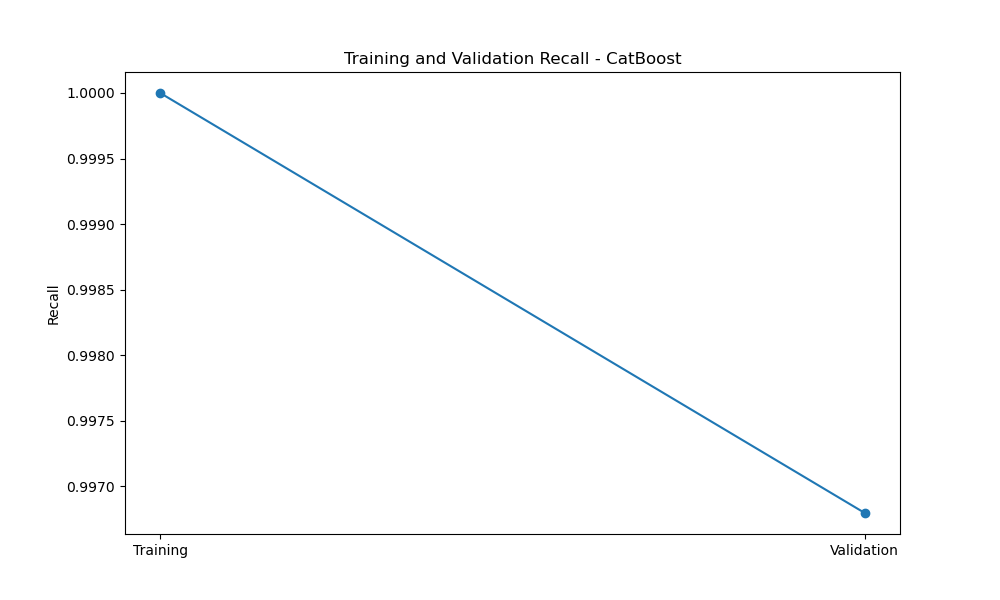 Training and Validation Recall - CatBoost
1.0000
0.9995
0.9990
0.9985
0.9980
0.9975
0.9970
Recall
Training
Validation